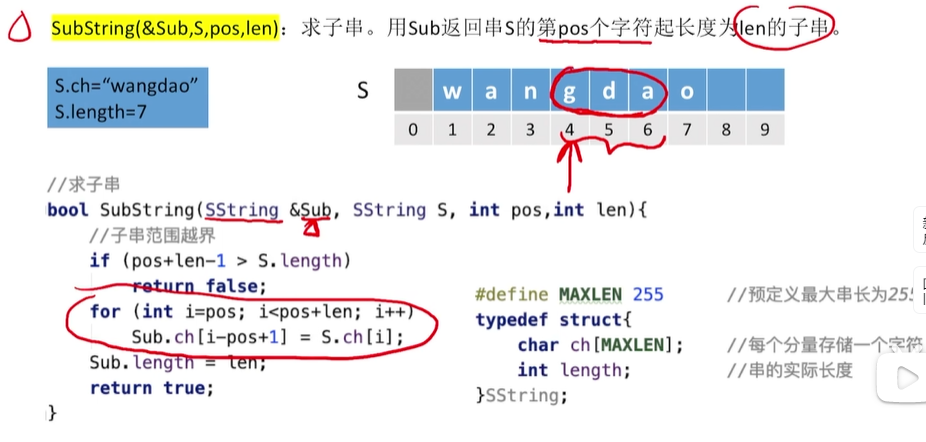 SubString(&Sub,S,pos,len)：求子串。用Sub返回串S的第pos个字符起长度为len的子串。
S.ch=“wangdao”
S.length=7
S
w a n g d a o
0 1 2 3 4 5 6 7 8 9
//求子串
bool SubString(SString &Sub, SString S, int pos,int len){
//子串范围越界
if (pos+len-1 > S.length)
return false;
for (int i=pos; i<pos+len; i++)
Sub.ch[i-pos+1] = S.ch[i];
Sub.length = len;
return true;
}
#define MAXLEN 255 //预定义最大串长为255
typedef struct{
char ch[MAXLEN]; //每个分量存储一个字符
int length; //串的实际长度
}SString;